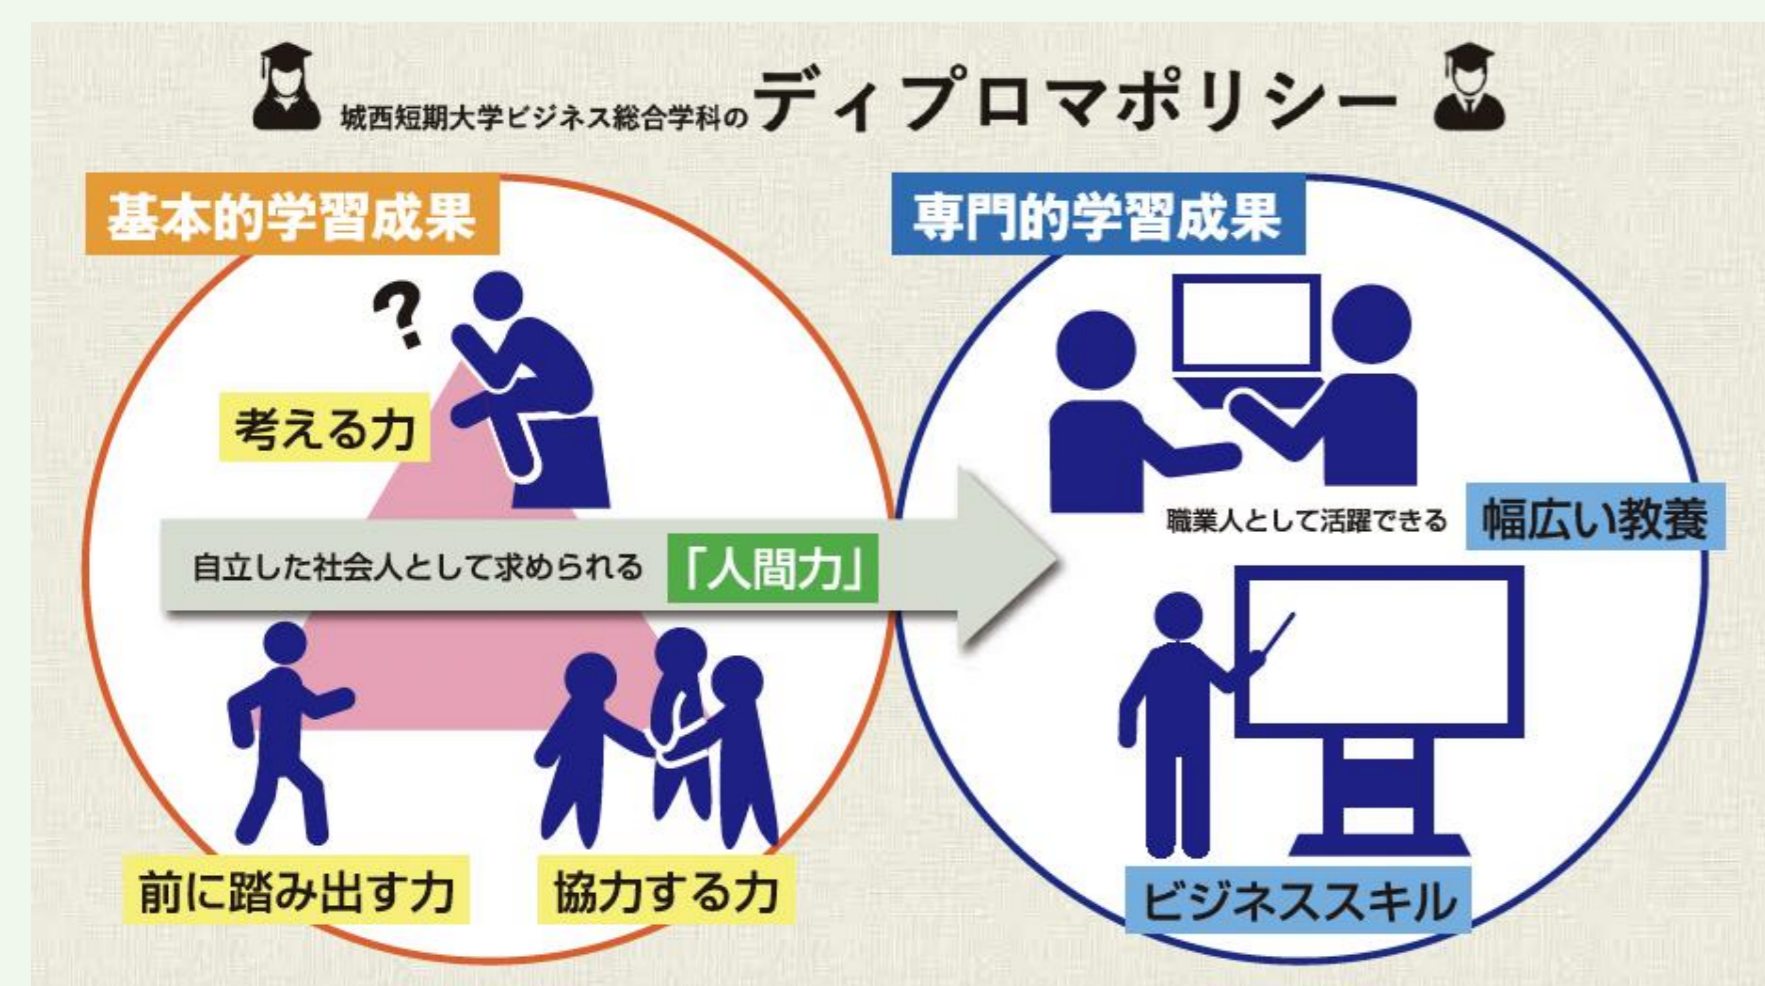 城西短期大学ビジネス総合学科のディプロマポリシー
基本的学習成果
?
考える力
自立した社会人として求められる「人間力」
前に踏み出す力
協力する力
専門的学習成果
職業人として活躍できる 幅広い教養
ビジネススキル